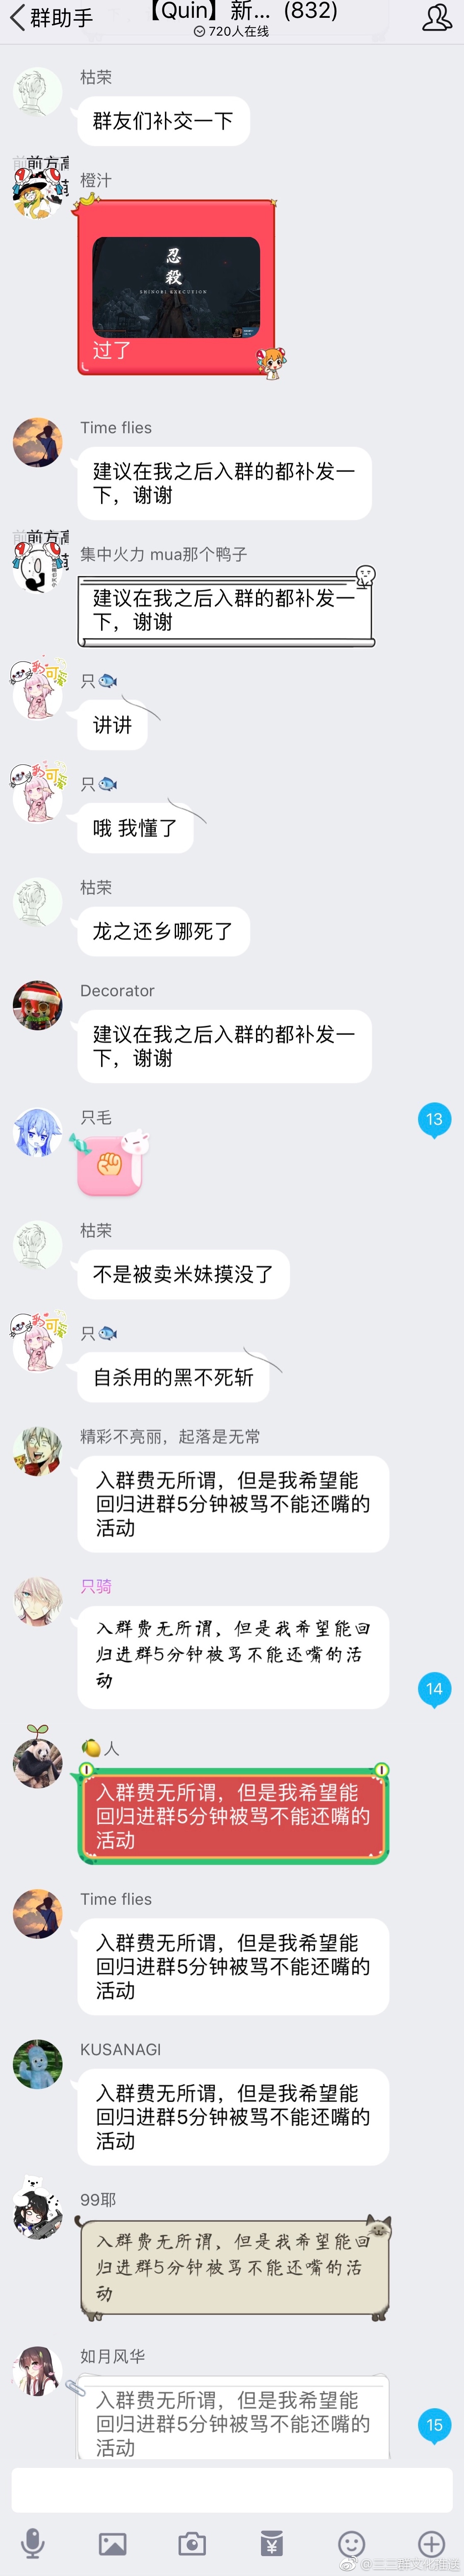 群助手
【Quin】新... (832)
720人在线
枯荣
群友们补交一下
前方高
橙汁
忍
殺
SHINOBI EXECUTION
过了
Time flies
建议在我之后入群的都补发一
下，谢谢
前方高
集中火力 mua那个鸭子
建议在我之后入群的都补发一
下，谢谢
只🐟
讲讲
只🐟
哦 我懂了
枯荣
龙之还乡哪死了
Decorator
建议在我之后入群的都补发一
下，谢谢
只毛
13
枯荣
不是被卖米妹摸没了
只🐟
自杀用的黑不死斩
精彩不亮丽，起落是无常
入群费无所谓，但是我希望能
回归进群5分钟被骂不能还嘴的
活动
只骑
入群费无所谓，但是我希望能回
归进群5分钟被骂不能还嘴的活
动
14
🍋人
入群费无所谓，但是我希望能
回归进群5分钟被骂不能还嘴的
活动
Time flies
入群费无所谓，但是我希望能
回归进群5分钟被骂不能还嘴的
活动
KUSANAGI
入群费无所谓，但是我希望能
回归进群5分钟被骂不能还嘴的
活动
99耶
入群费无所谓，但是我希望能回
归进群5分钟被骂不能还嘴的活
动
如月风华
入群费无所谓，但是我希望能
回归进群5分钟被骂不能还嘴的
活动
15
@三三群文化推送